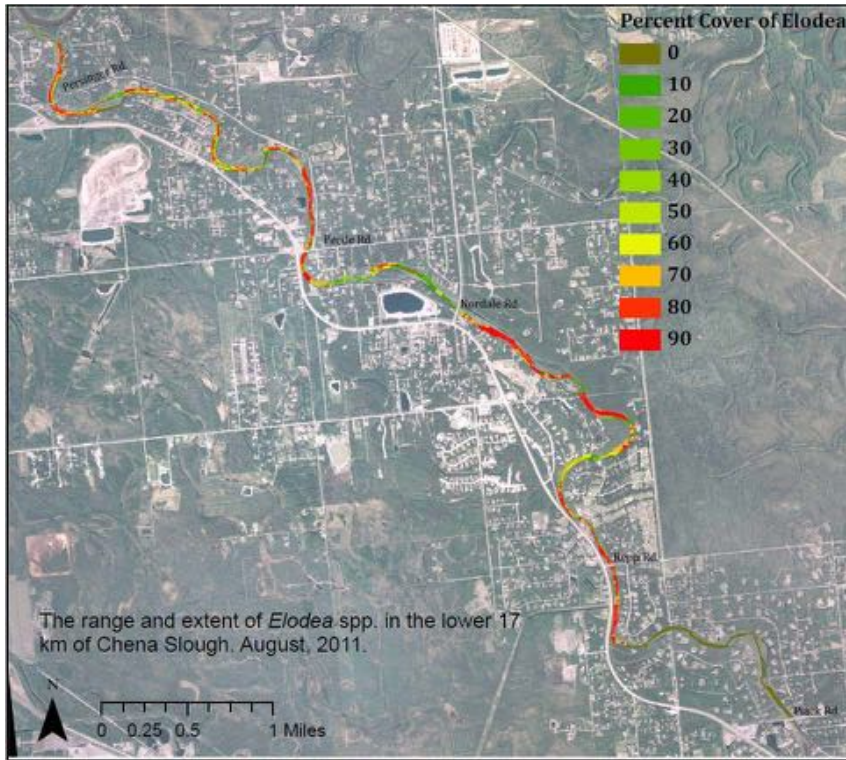 Percent Cover of Elodea
0
10
20
30
40
50
60
70
80
90
Persinger Rd.
Peede Rd.
Nordale Rd
Repp Rd.
Plack Rd.
The range and extent of Elodea spp. in the lower 17
km of Chena Slough. August, 2011.
N
0 0.25 0.5 1 Miles